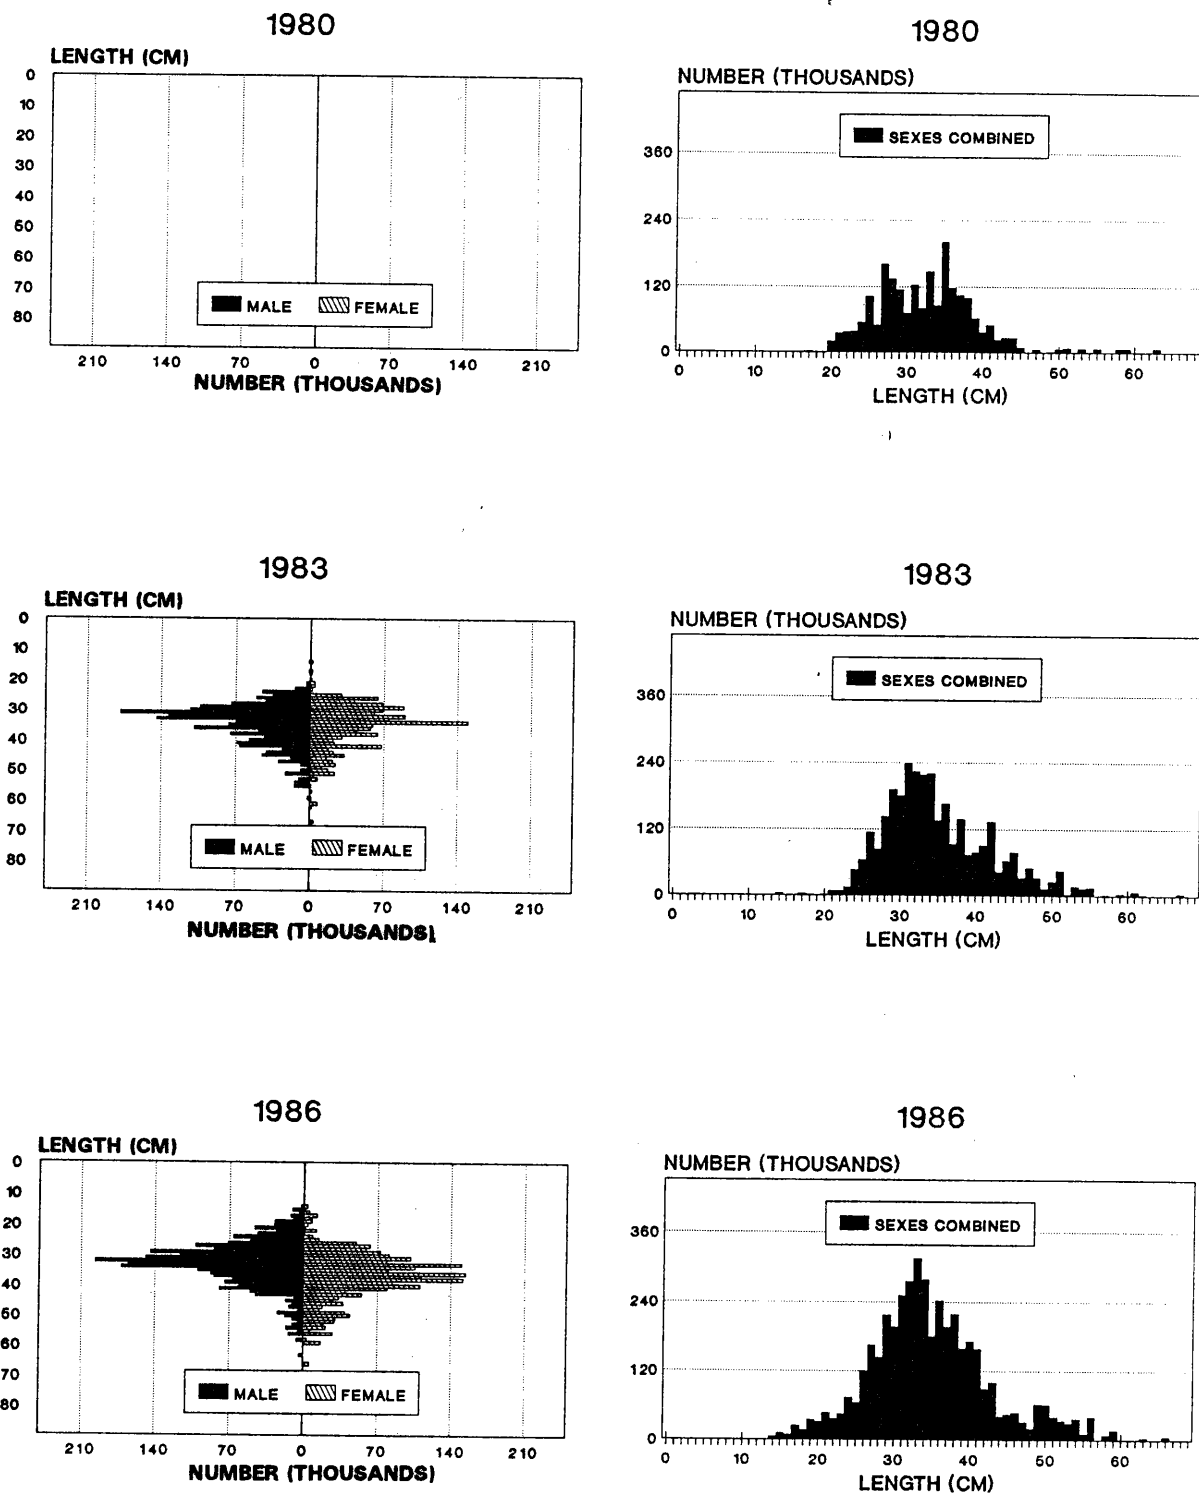 1980
LENGTH (CM)
0
10
20
30
40
50
60
70
80
MALE FEMALE
210 140 70 0 70 140 210
NUMBER (THOUSANDS)
1980
NUMBER (THOUSANDS)
SEXES COMBINED
360
240
120
0
0 10 20 30 40 50 60
LENGTH (CM)
1983
LENGTH (CM)
0
10
20
30
40
50
60
70
80
MALE FEMALE
210 140 70 0 70 140 210
NUMBER (THOUSANDS)
1983
NUMBER (THOUSANDS)
SEXES COMBINED
360
240
120
0
0 10 20 30 40 50 60
LENGTH (CM)
1986
LENGTH (CM)
0
10
20
30
40
50
60
70
80
MALE FEMALE
210 140 70 0 70 140 210
NUMBER (THOUSANDS)
1986
NUMBER (THOUSANDS)
SEXES COMBINED
360
240
120
0
0 10 20 30 40 50 60
LENGTH (CM)